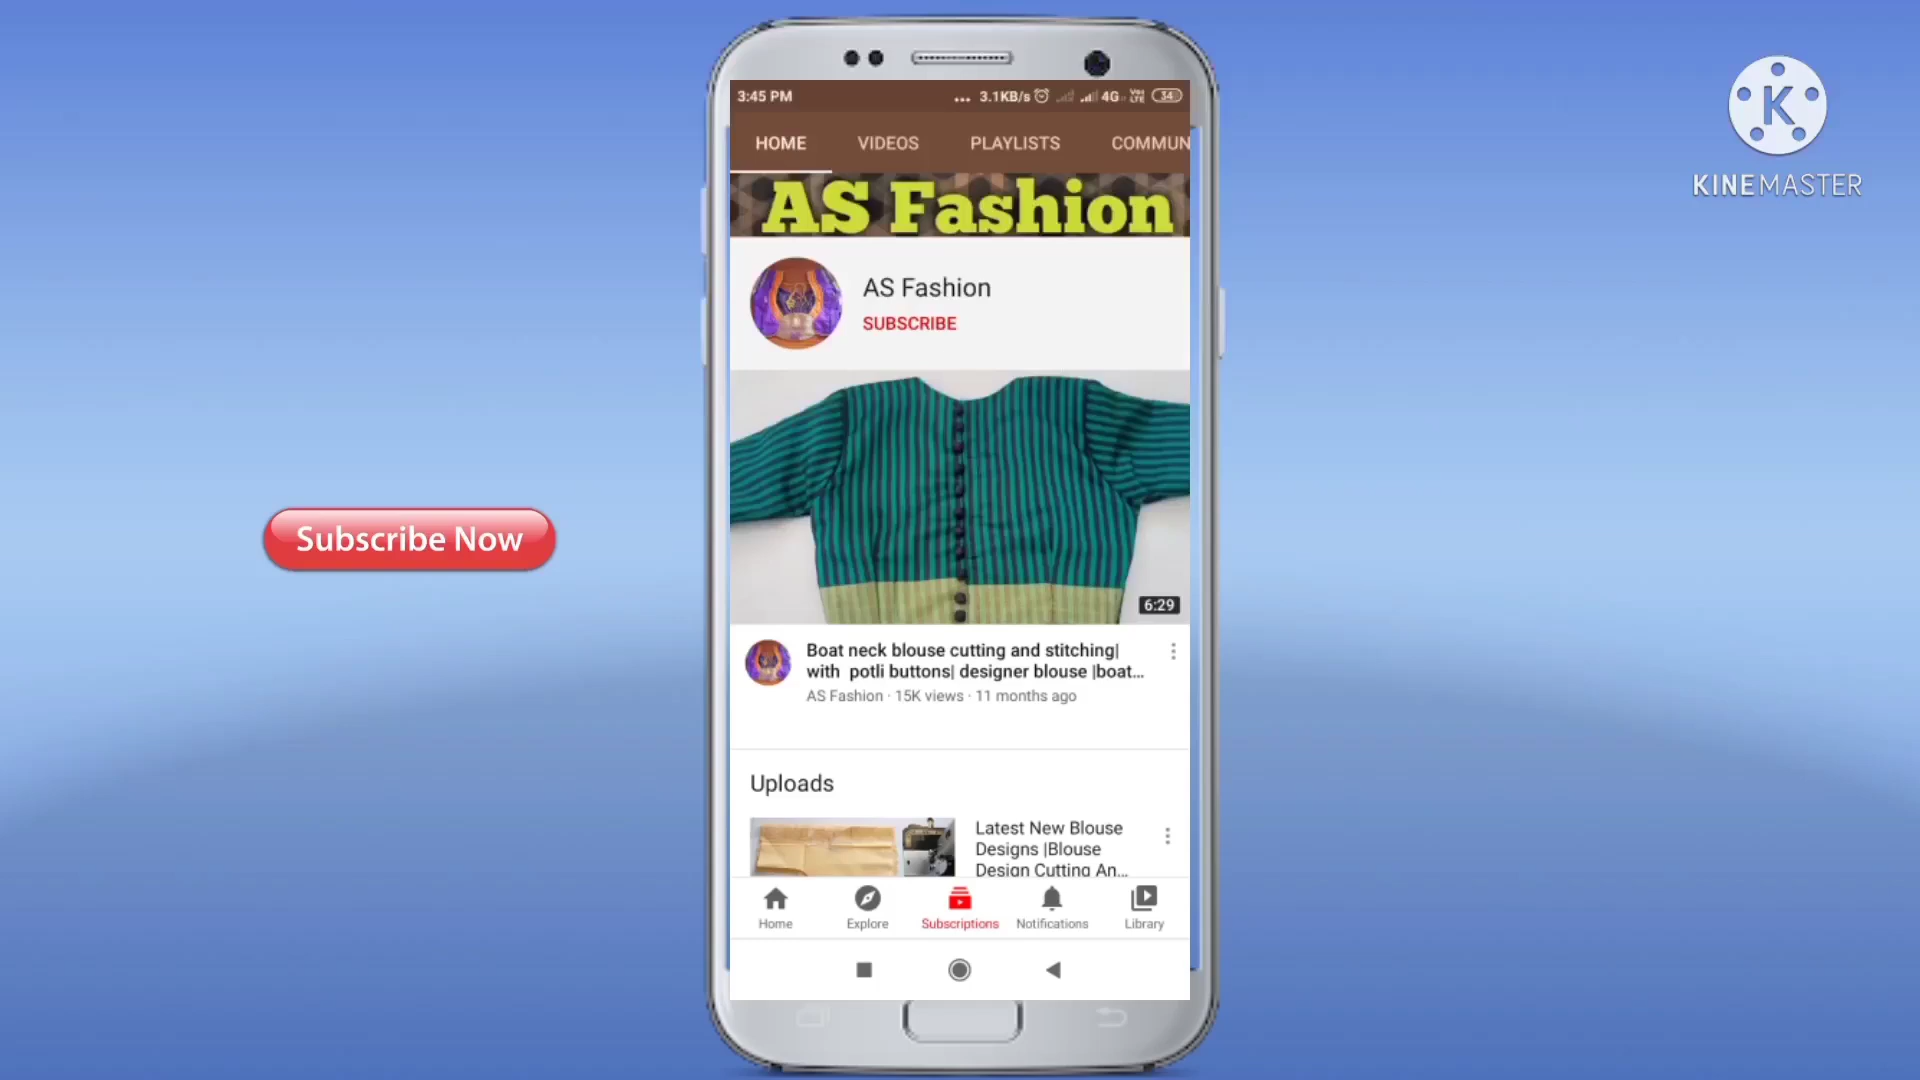 3:45 PM
... 3.1KB/s 4G VoLTE 34
HOME VIDEOS PLAYLISTS COMMUN
AS Fashion
AS Fashion
SUBSCRIBE
6:29
Boat neck blouse cutting and stitching|
with potli buttons| designer blouse |boat...
AS Fashion · 15K views · 11 months ago
Uploads
Latest New Blouse
Designs |Blouse
Design Cutting An...
Home Explore Subscriptions Notifications Library
Subscribe Now
K
KINEMASTER